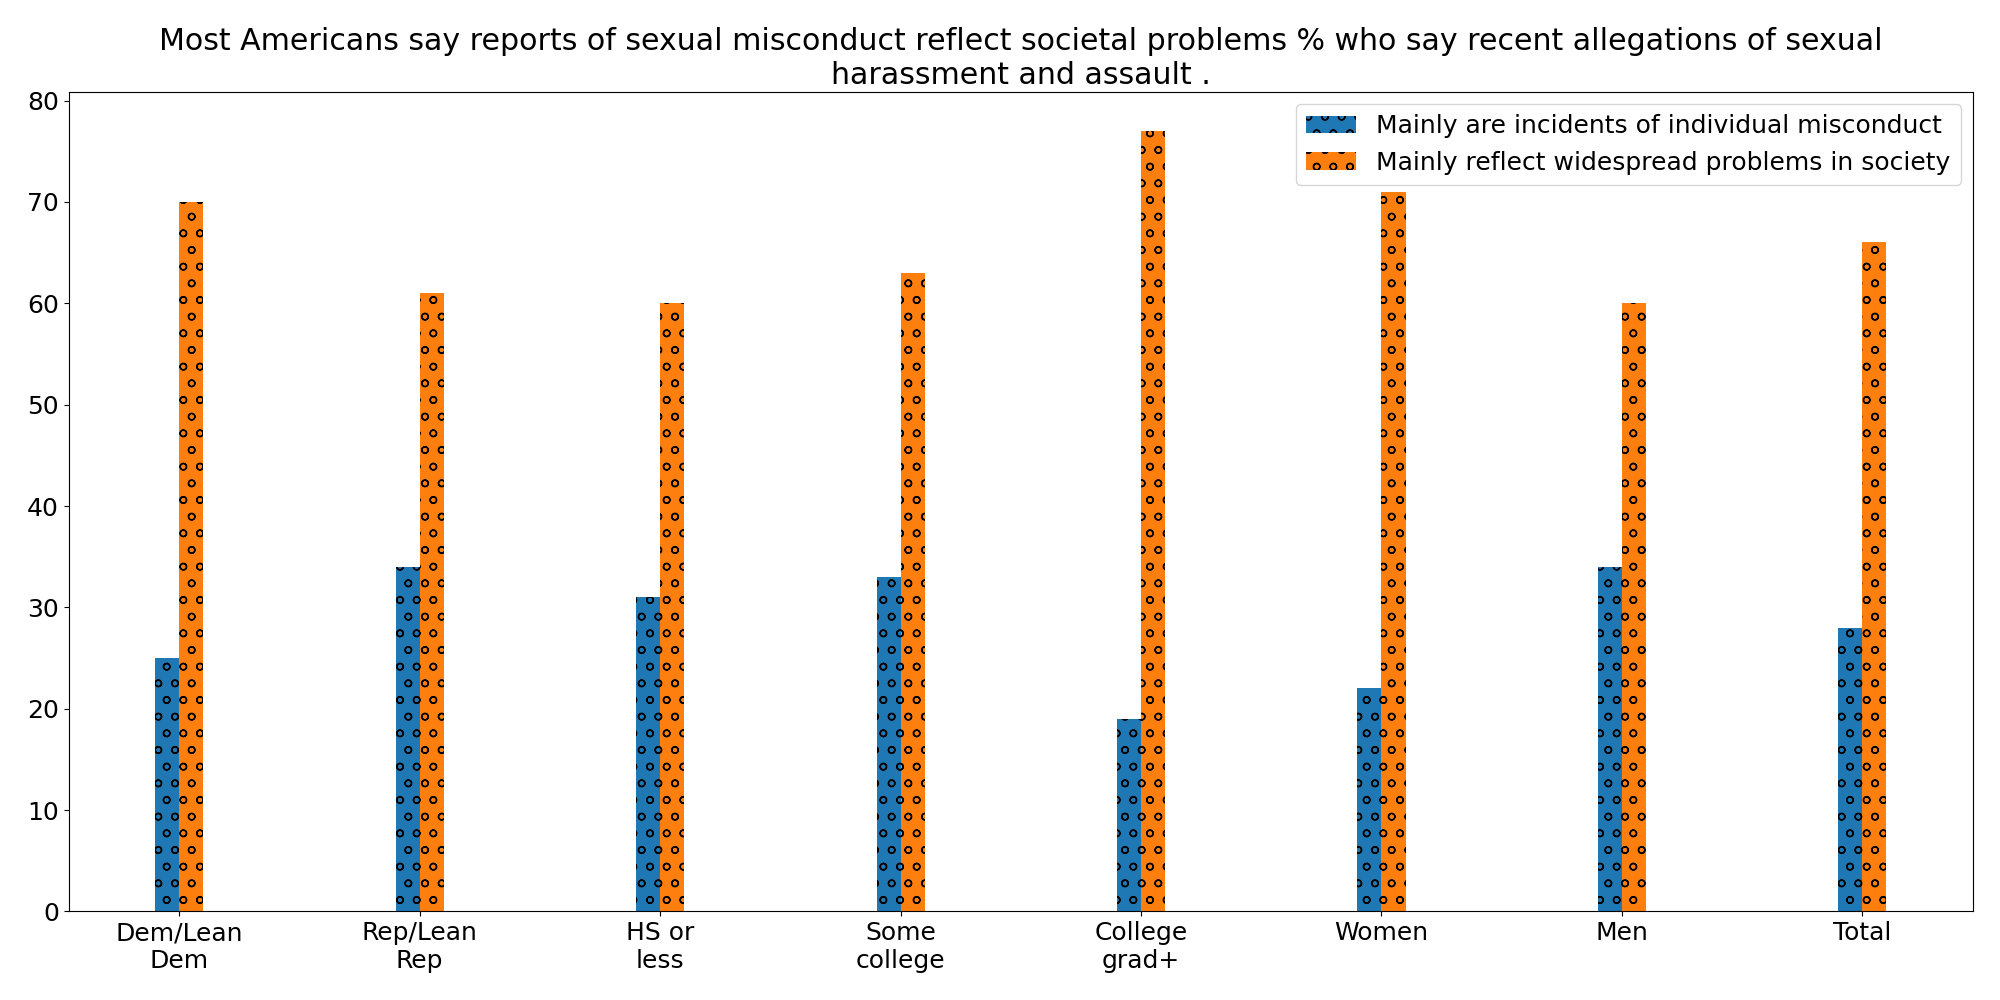 Most Americans say reports of sexual misconduct reflect societal problems % who say recent allegations of sexual
harassment and assault .
Mainly are incidents of individual misconduct
Mainly reflect widespread problems in society
80
70
60
50
40
30
20
10
0
Dem/Lean
Dem
Rep/Lean
Rep
HS or
less
Some
college
College
grad+
Women
Men
Total